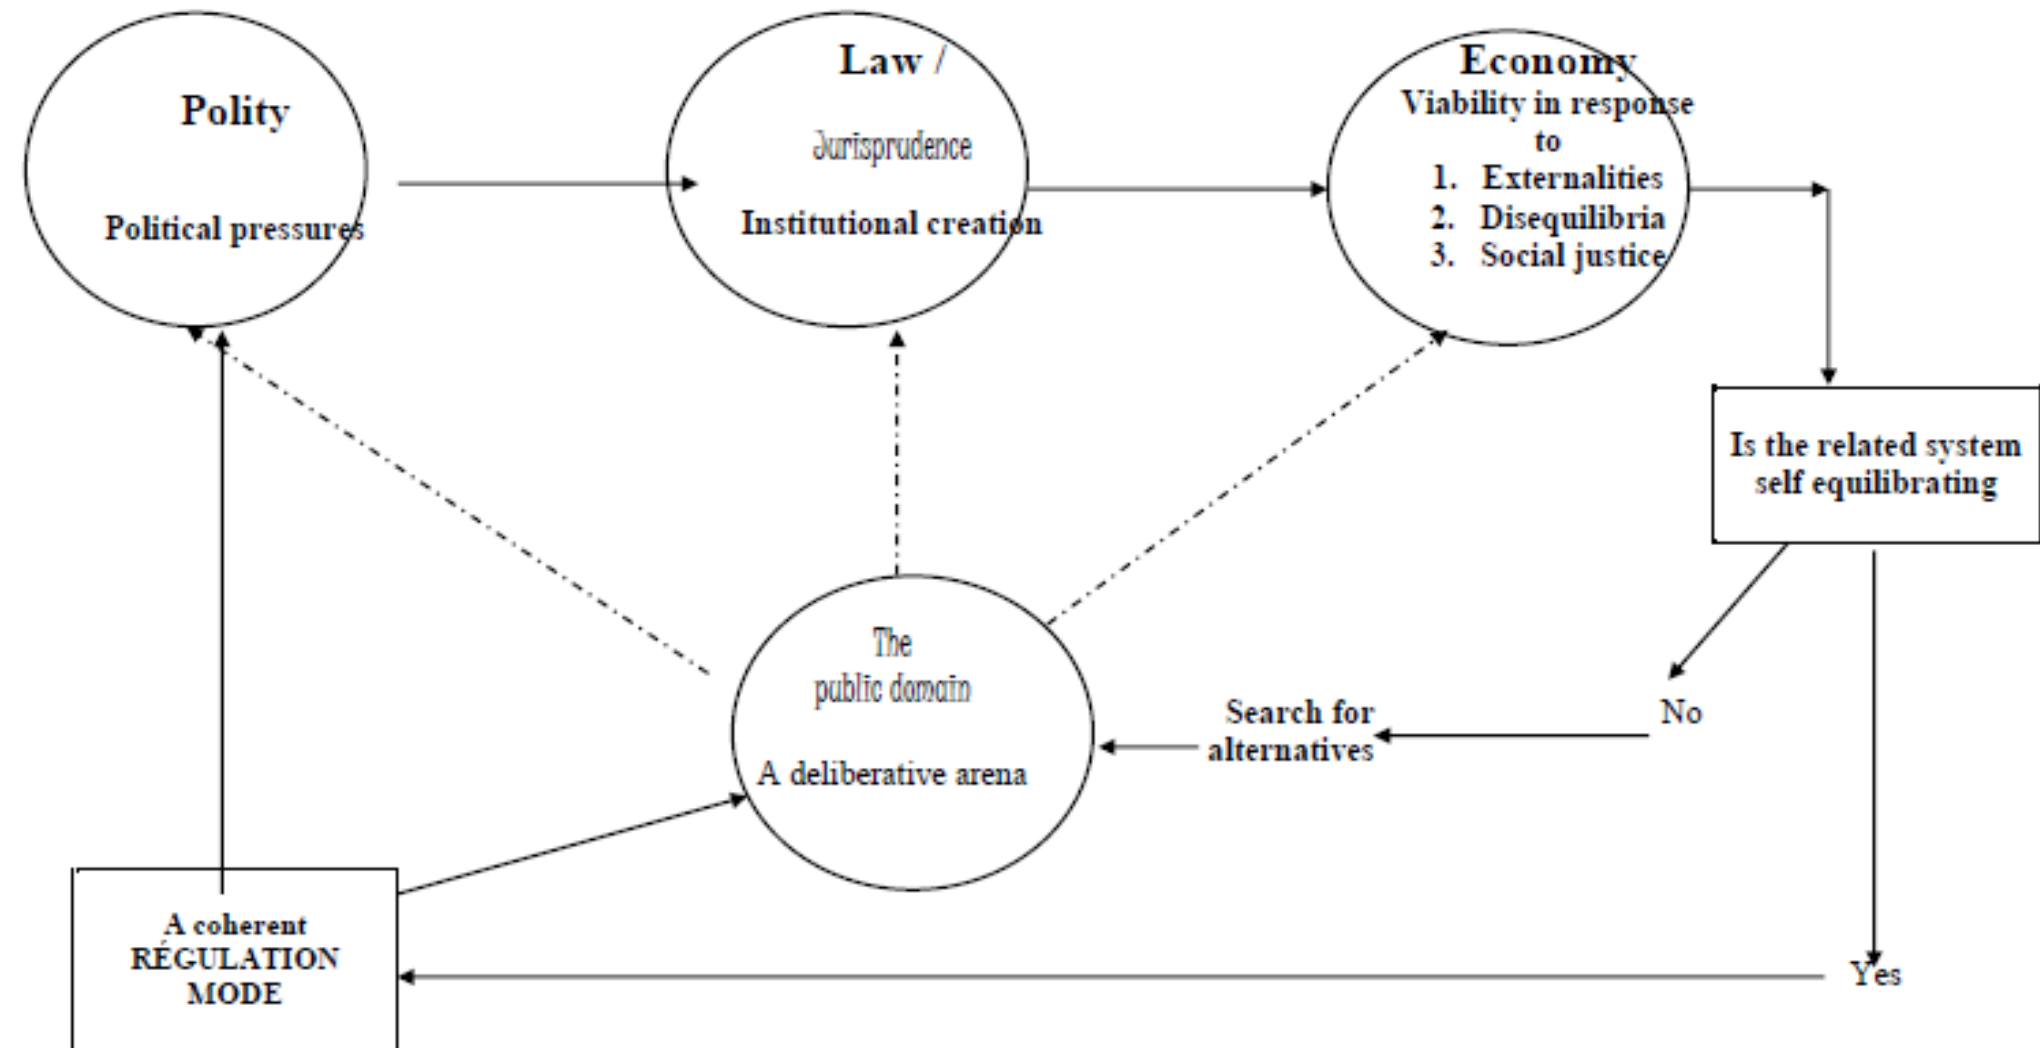 Polity
Political pressures
Law /
Jurisprudence
Institutional creation
Economy
Viability in response
to
1. Externalities
2. Disequilibria
3. Social justice
Is the related system
self equilibrating
The
public domain
A deliberative arena
Search for
alternatives
No
A coherent
RÉGULATION
MODE
Yes